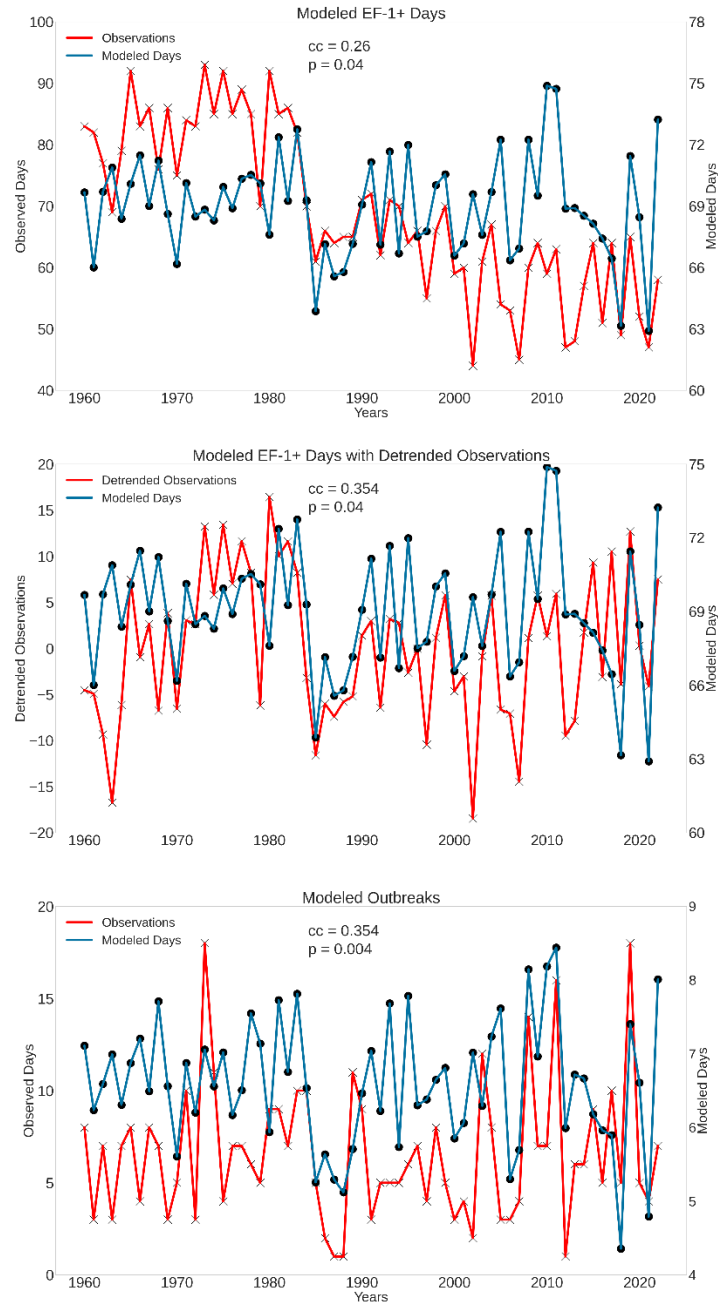 Modeled EF-1+ Days
Observations
Modeled Days
cc = 0.26
p = 0.04
Observed Days
100
90
80
70
60
50
40
Modeled Days
78
75
72
69
66
63
60
1960 1970 1980 1990 2000 2010 2020
Years
Modeled EF-1+ Days with Detrended Observations
Detrended Observations
Modeled Days
cc = 0.354
p = 0.04
Detrended Observations
20
15
10
5
0
−5
−10
−15
−20
Modeled Days
75
72
69
66
63
60
1960 1970 1980 1990 2000 2010 2020
Modeled Outbreaks
Observations
Modeled Days
cc = 0.354
p = 0.004
Observed Days
20
15
10
5
0
Modeled Days
9
8
7
6
5
4
1960 1970 1980 1990 2000 2010 2020
Years